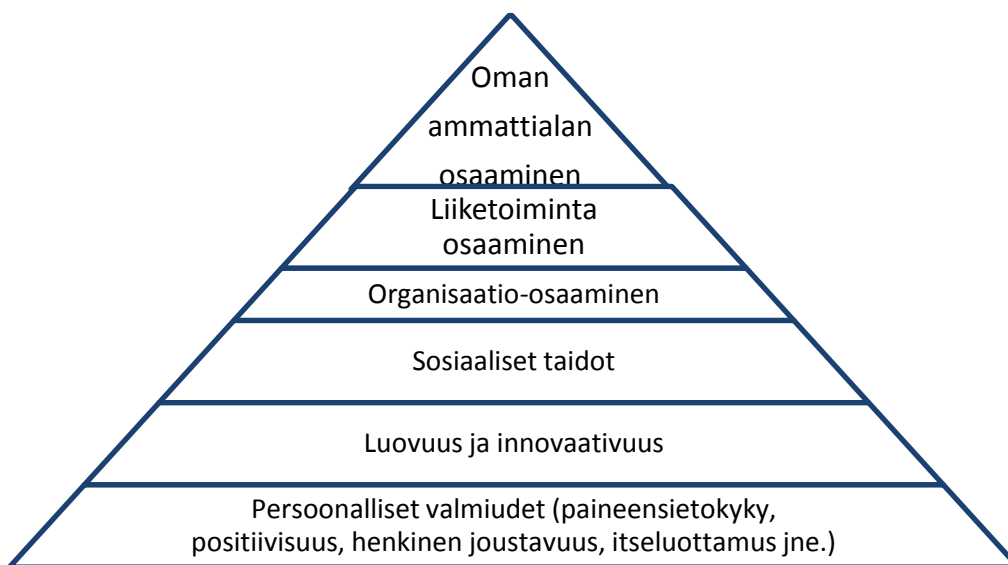 Oman
ammattialan
osaaminen
Liiketoiminta
osaaminen
Organisaatio-osaaminen
Sosiaaliset taidot
Luovuus ja innovaativuus
Persoonalliset valmiudet (paineensietokyky,
positiivisuus, henkinen joustavuus, itseluottamus jne.)